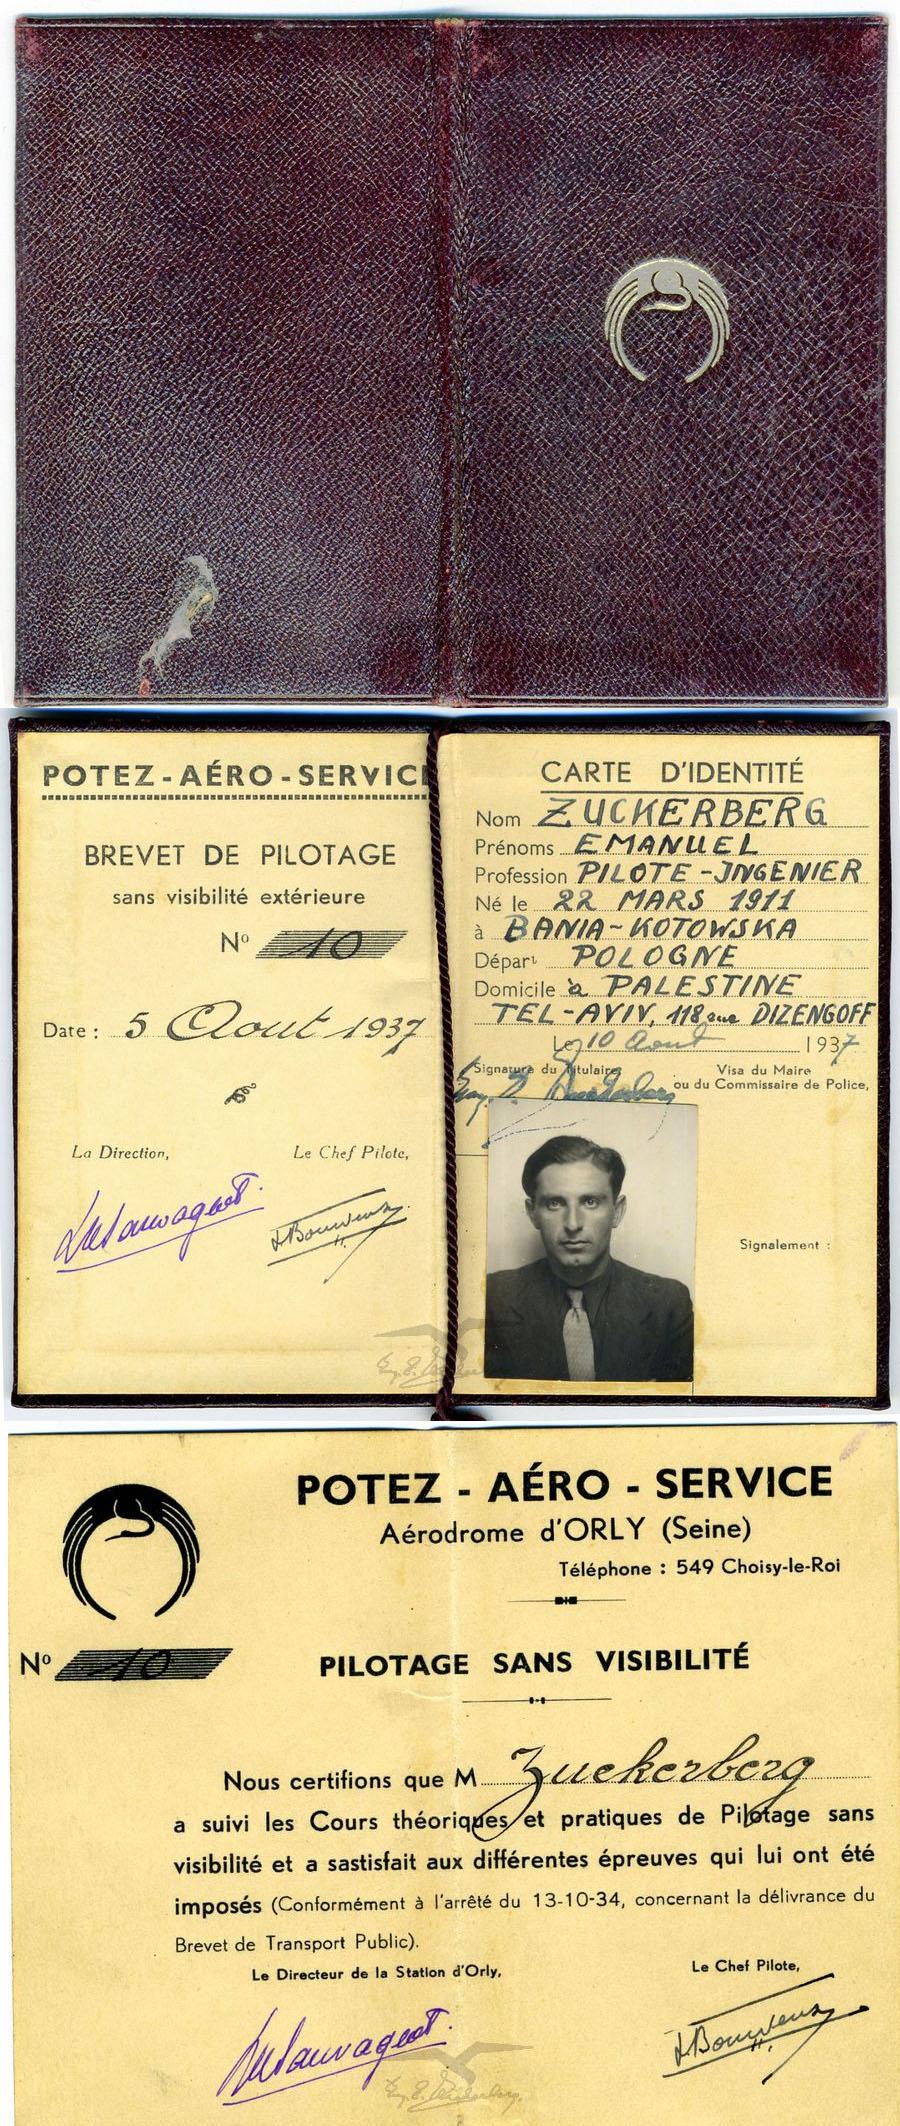 POTEZ-AÉRO-SERVIC
BREVET DE PILOTAGE
sans visibilité extérieure
Nº 10
Date : 5 Aout 1937
La Direction, Le Chef Pilote,
CARTE D'IDENTITÉ
Nom ZUCKERBERG
Prénoms EMANUEL
Profession PILOTE-INGENIER
Né le 22 MARS 1911
à BANIA-KOTOWSKA
Départ POLOGNE
Domicile à PALESTINE
TEL-AVIV, 118 rue DIZENGOFF
Le 10 Aout 1937
Signature du Titulaire Visa du Maire
ou du Commissaire de Police,
Signalement :
POTEZ - AÉRO - SERVICE
Aérodrome d'ORLY (Seine)
Téléphone : 549 Choisy-le-Roi
Nº 10
PILOTAGE SANS VISIBILITÉ
Nous certifions que M Zuckerberg
a suivi les Cours théoriques et pratiques de Pilotage sans
visibilité et a sastisfait aux différentes épreuves qui lui ont été
imposés (Conformément à l'arrêté du 13-10-34, concernant la délivrance du
Brevet de Transport Public).
Le Directeur de la Station d'Orly, Le Chef Pilote,